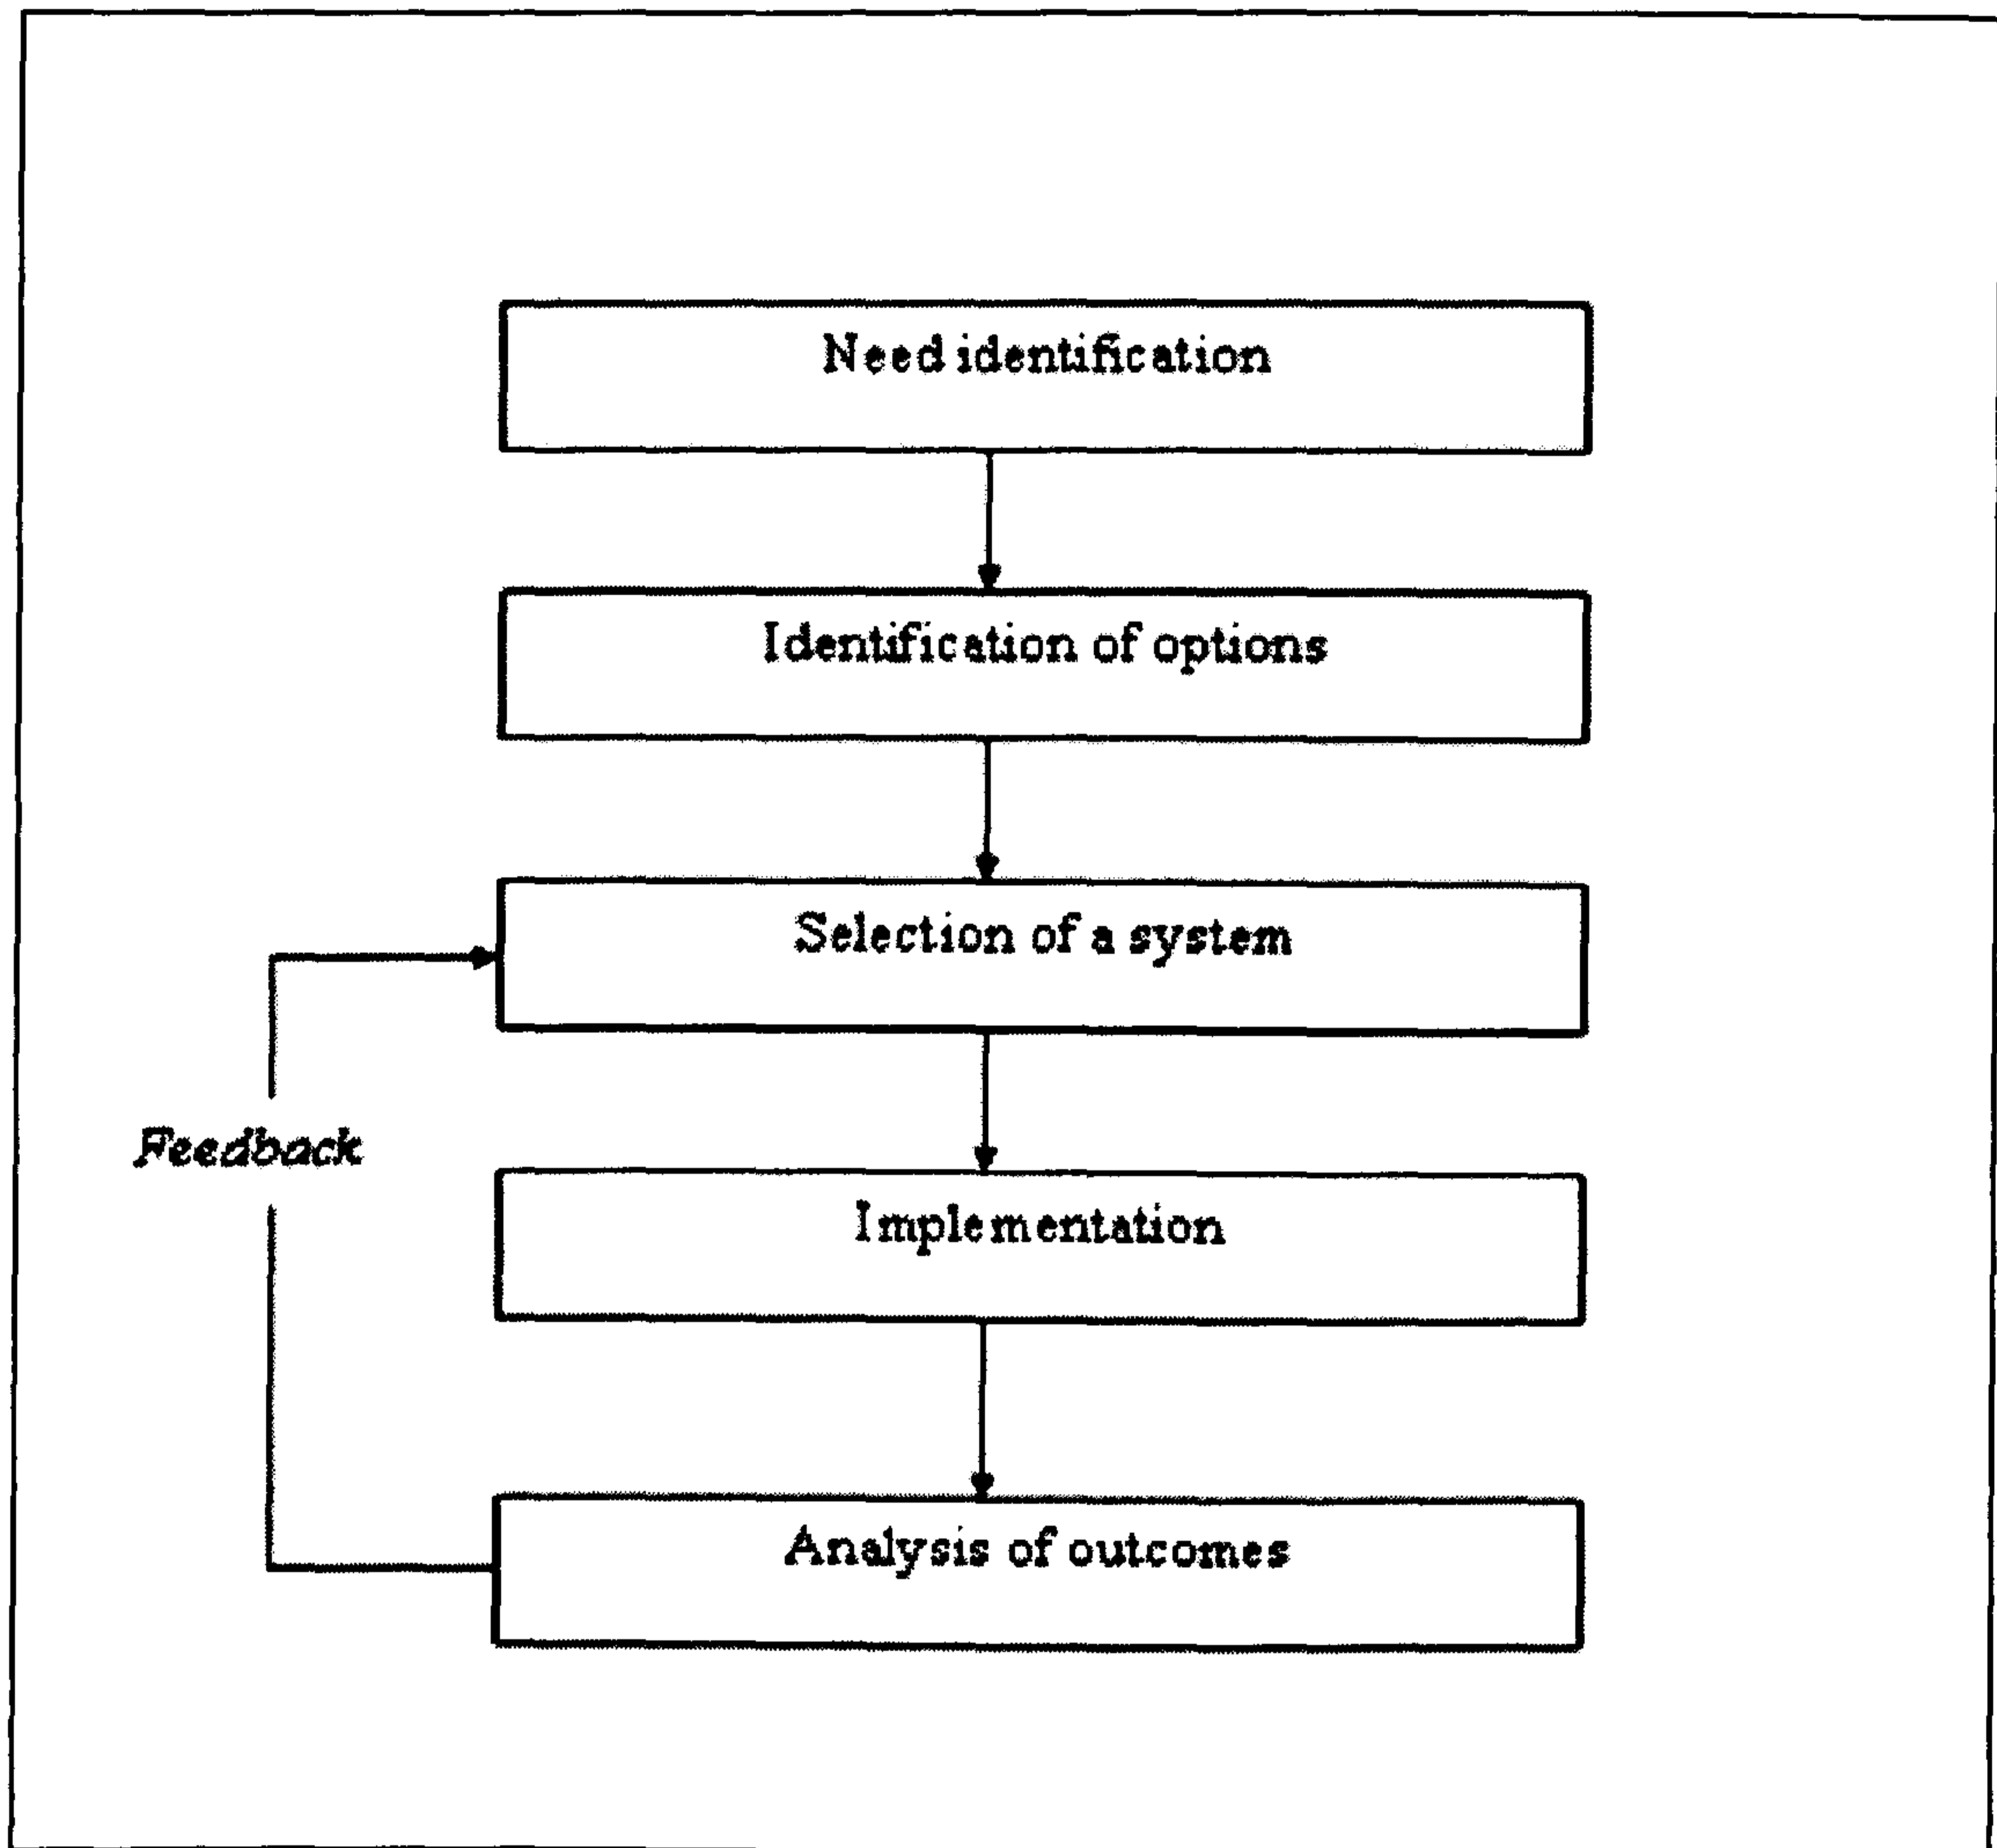 Need identification
Identification of options
Selection of a system
Feedback
Implementation
Analysis of outcomes